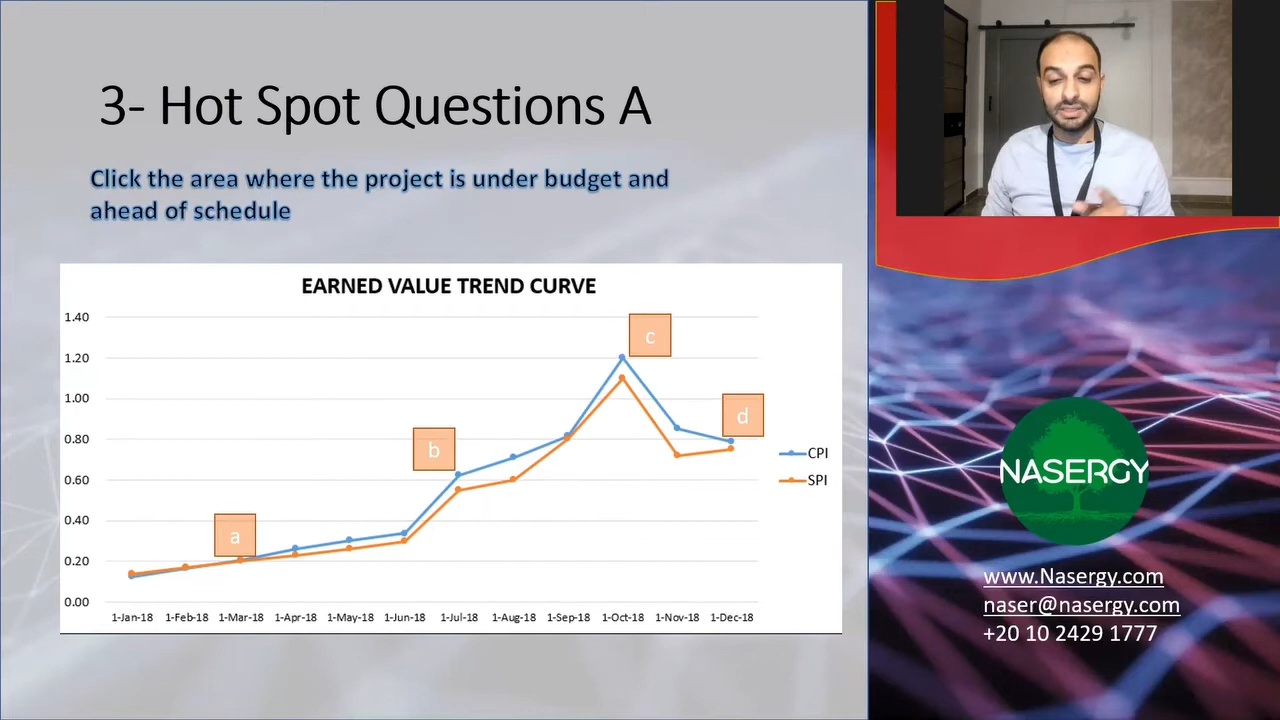 3- Hot Spot Questions A
Click the area where the project is under budget and
ahead of schedule
EARNED VALUE TREND CURVE
1.40
1.20
1.00
0.80
0.60
0.40
0.20
0.00
a
b
c
d
CPI
SPI
1-Jan-18 1-Feb-18 1-Mar-18 1-Apr-18 1-May-18 1-Jun-18 1-Jul-18 1-Aug-18 1-Sep-18 1-Oct-18 1-Nov-18 1-Dec-18
NASERGY
www.Nasergy.com
naser@nasergy.com
+20 10 2429 1777